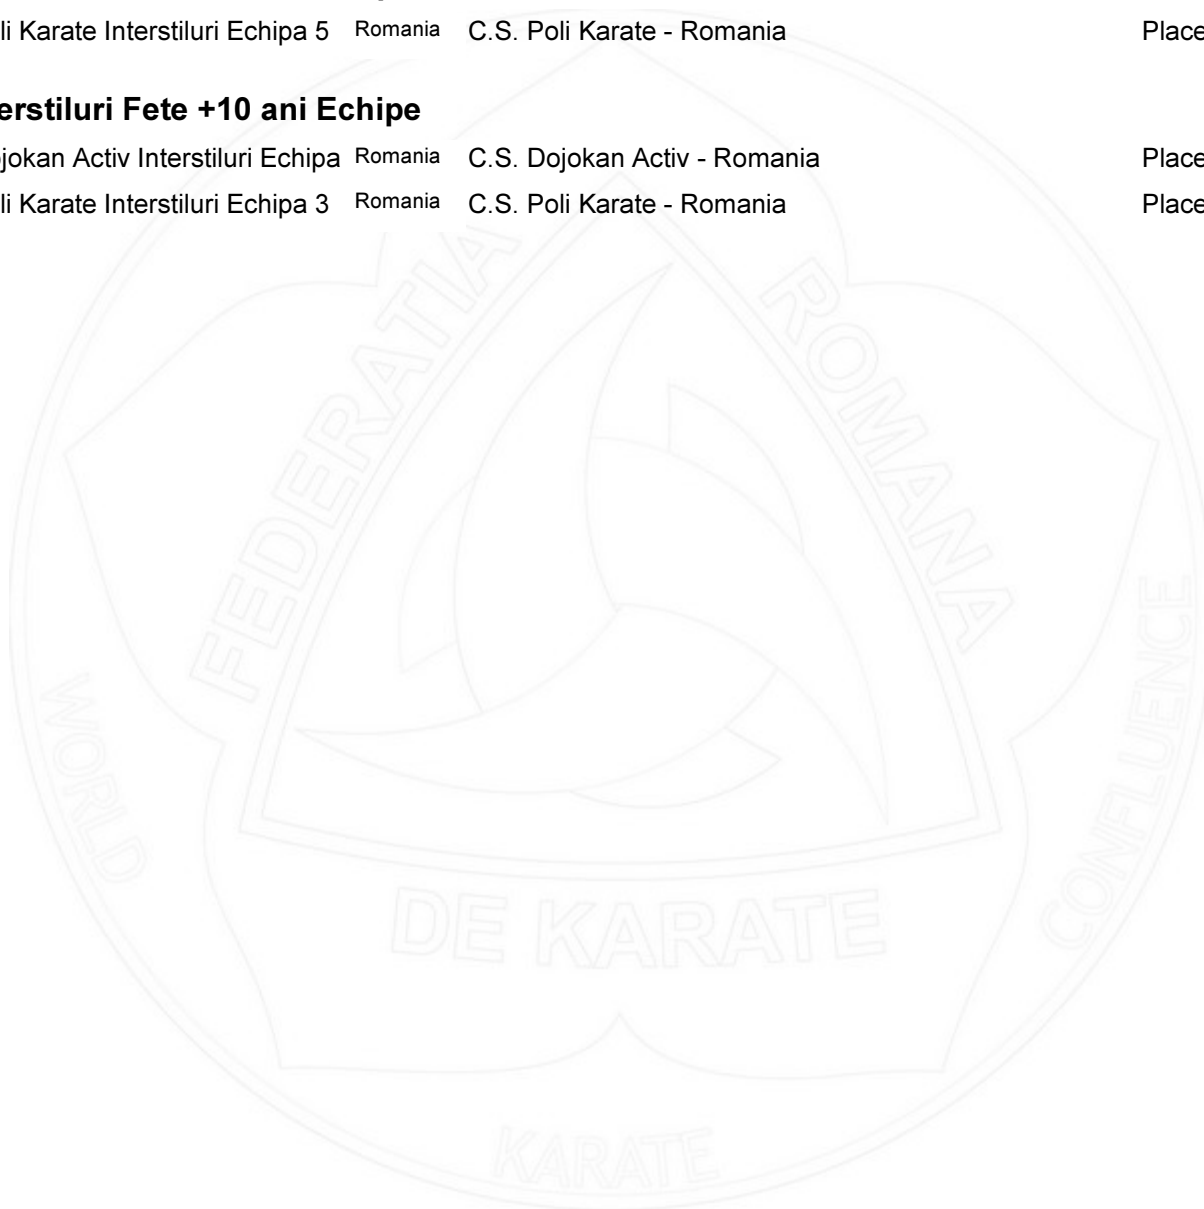 li Karate Interstiluri Echipa 5 Romania C.S. Poli Karate - Romania Place
erstiluri Fete +10 ani Echipe
jokan Activ Interstiluri Echipa Romania C.S. Dojokan Activ - Romania Place
li Karate Interstiluri Echipa 3 Romania C.S. Poli Karate - Romania Place
FEDERATIA ROMANA
DE KARATE
WORLD KARATE CONFLUENCE